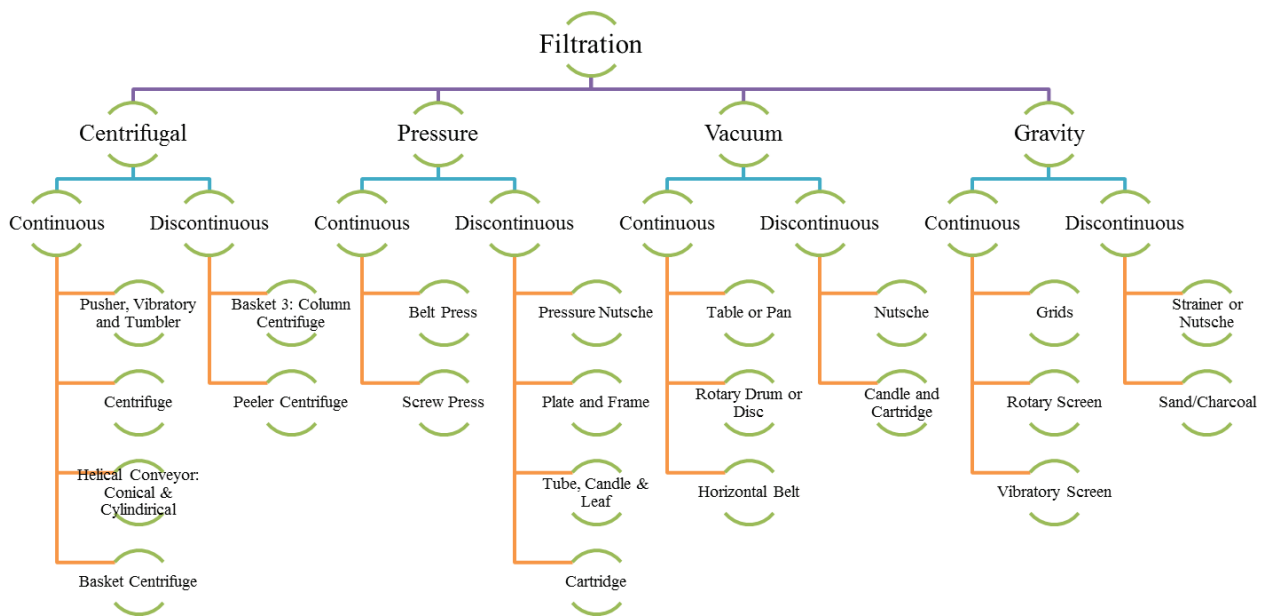 Filtration
Centrifugal
Pressure
Vacuum
Gravity
Continuous
Discontinuous
Continuous
Discontinuous
Continuous
Discontinuous
Continuous
Discontinuous
Pusher, Vibratory
and Tumbler
Basket 3: Column
Centrifuge
Belt Press
Pressure Nutsche
Table or Pan
Nutsche
Grids
Strainer or
Nutsche
Centrifuge
Peeler Centrifuge
Screw Press
Plate and Frame
Rotary Drum or
Disc
Candle and
Cartridge
Rotary Screen
Sand/Charcoal
Helical Conveyor:
Conical &
Cylindirical
Tube, Candle &
Leaf
Horizontal Belt
Vibratory Screen
Basket Centrifuge
Cartridge